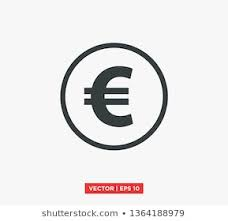 €
VECTOR | EPS 10
shutterstock.com • 1364188979